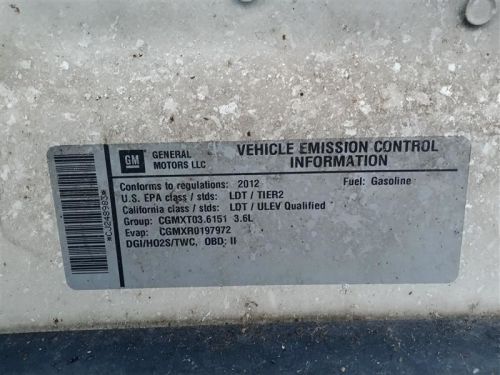 GM
GENERAL MOTORS LLC
VEHICLE EMISSION CONTROL
INFORMATION
Conforms to regulations: 2012 Fuel: Gasoline
U.S. EPA class / stds: LDT / TIER2
California class / stds: LDT / ULEV Qualified
Group: CGMXT03.6151 3.6L
Evap: CGMXR0197972
DGI/HO2S/TWC, OBD: II
*CJ248983*